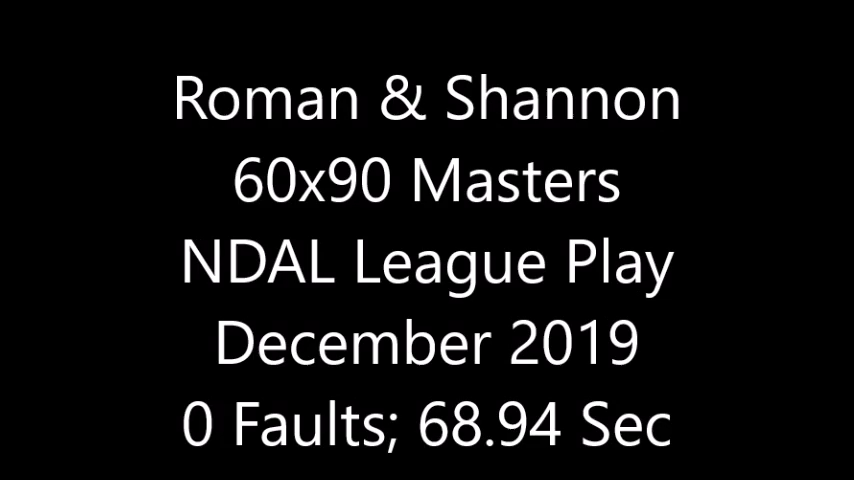 Roman & Shannon
60x90 Masters
NDAL League Play
December 2019
0 Faults; 68.94 Sec